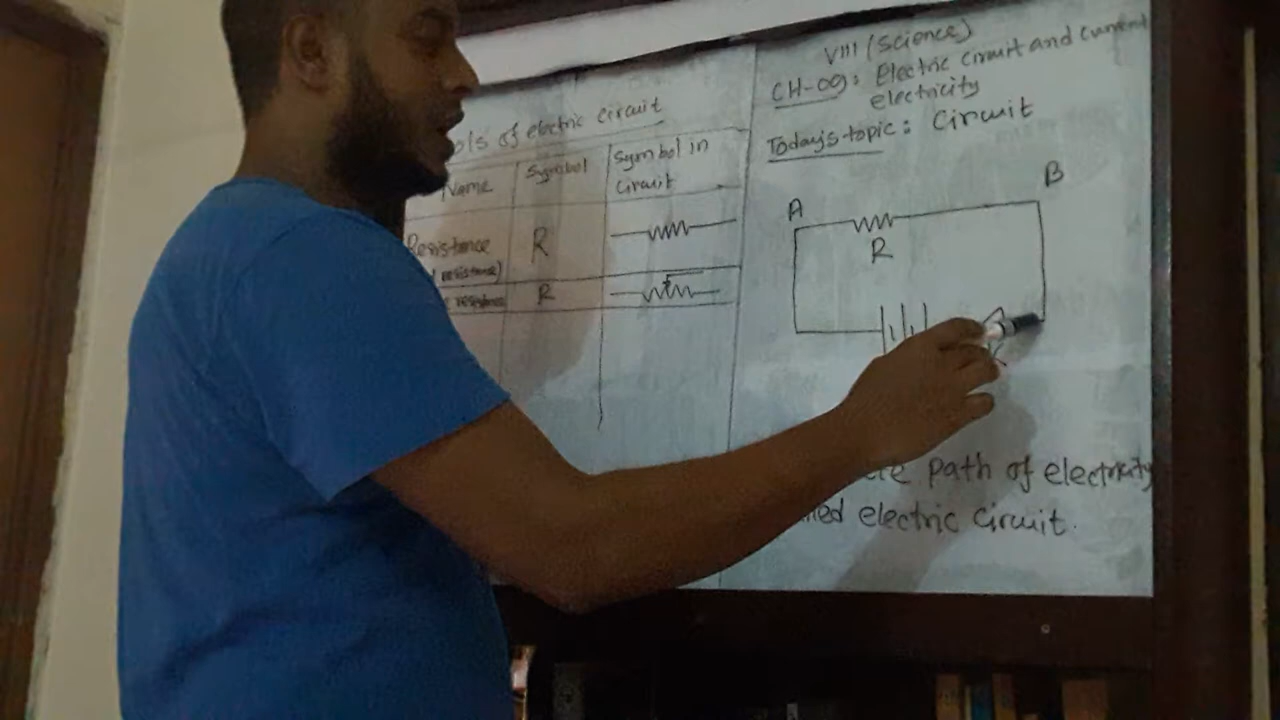 of electric circuit
Name
Symbol
Symbol in
Circuit
Resistance
R
R
VIII (Science)
CH-09: Electric circuit and current
electricity
Today's topic: Circuit
A
B
R
path of electricity
electric circuit.